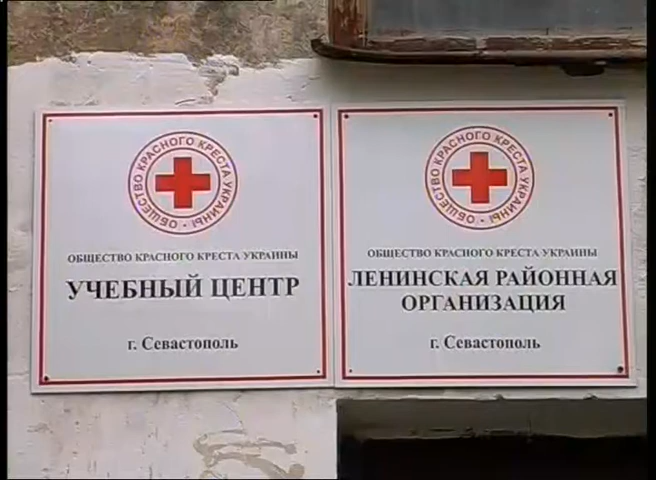 ОБЩЕСТВО КРАСНОГО КРЕСТА УКРАИНЫ
ОБЩЕСТВО КРАСНОГО КРЕСТА УКРАИНЫ
УЧЕБНЫЙ ЦЕНТР
г. Севастополь
ОБЩЕСТВО КРАСНОГО КРЕСТА УКРАИНЫ
ОБЩЕСТВО КРАСНОГО КРЕСТА УКРАИНЫ
ЛЕНИНСКАЯ РАЙОННАЯ
ОРГАНИЗАЦИЯ
г. Севастополь